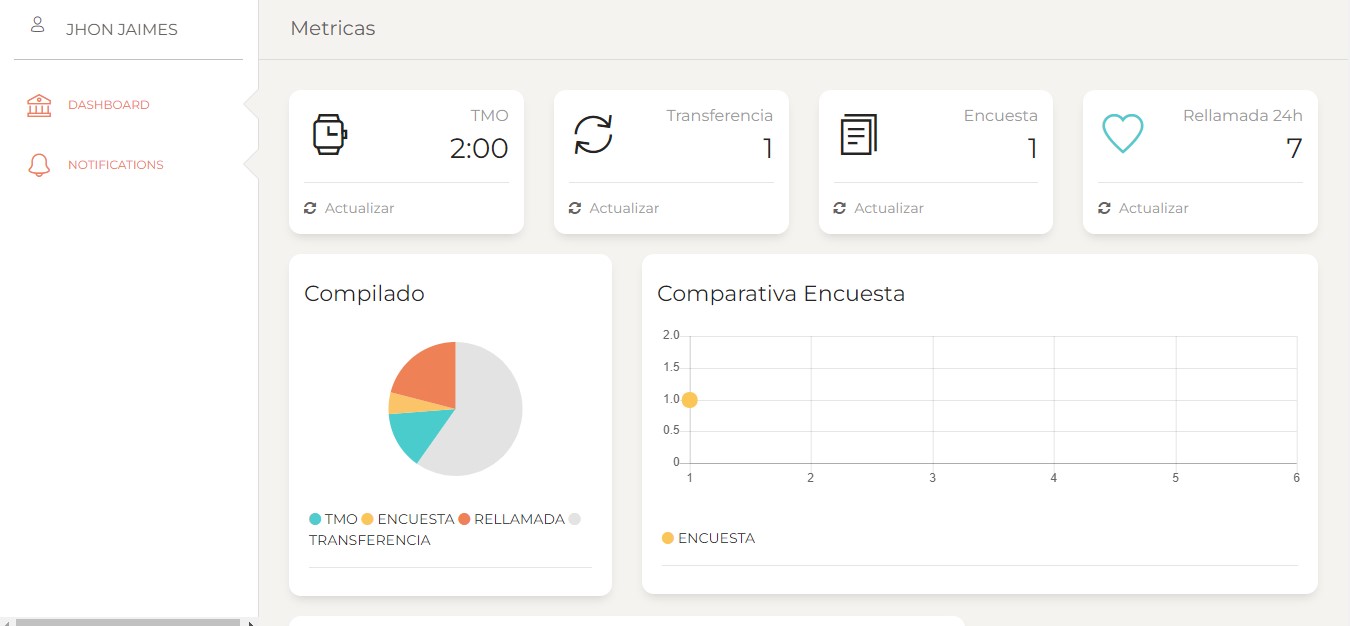 JHON JAIMES
DASHBOARD
NOTIFICATIONS
Metricas
TMO
2:00
Actualizar
Transferencia
1
Actualizar
Encuesta
1
Actualizar
Rellamada 24h
7
Actualizar
Compilado
TMO ENCUESTA RELLAMADA
TRANSFERENCIA
Comparativa Encuesta
2.0
1.5
1.0
0.5
0
1 2 3 4 5 6
ENCUESTA